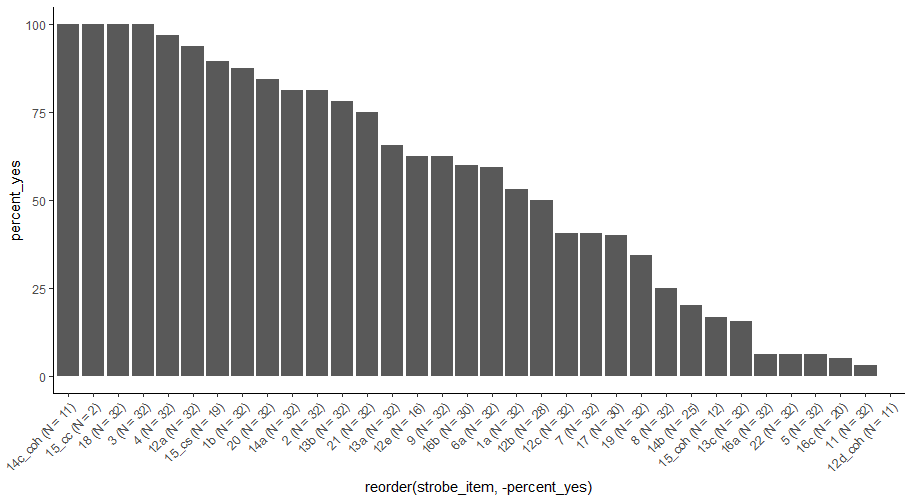 100
75
50
25
0
percent_yes
14c_coh (N = 11)
15_cc (N = 2)
18 (N = 32)
3 (N = 32)
4 (N = 32)
12a (N = 32)
15_cs (N = 19)
1b (N = 32)
20 (N = 32)
14a (N = 32)
2 (N = 32)
13b (N = 32)
21 (N = 32)
13a (N = 32)
12e (N = 16)
9 (N = 32)
16b (N = 30)
6a (N = 32)
1a (N = 32)
12b (N = 28)
12c (N = 32)
7 (N = 32)
17 (N = 30)
19 (N = 32)
8 (N = 32)
14b (N = 25)
15_coh (N = 12)
13c (N = 32)
16a (N = 32)
22 (N = 32)
5 (N = 32)
16c (N = 20)
11 (N = 32)
12d_coh (N = 11)
reorder(strobe_item, -percent_yes)